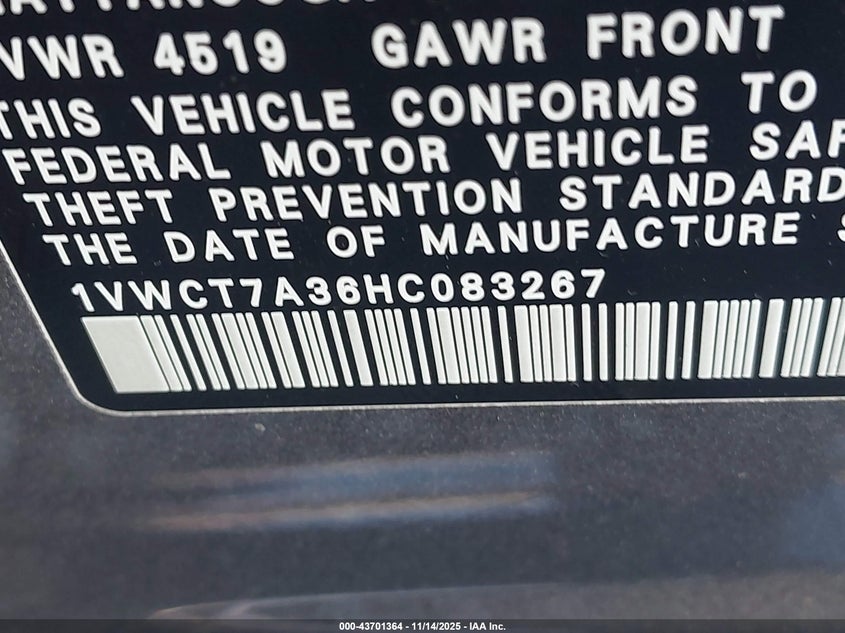 VWR 4519 GAWR FRONT
THIS VEHICLE CONFORMS TO
FEDERAL MOTOR VEHICLE
THEFT PREVENTION STANDARD
THE DATE OF MANUFACTURE
1VWCT7A36HC083267
000-43701364 - 11/14/2025 - IAA Inc.